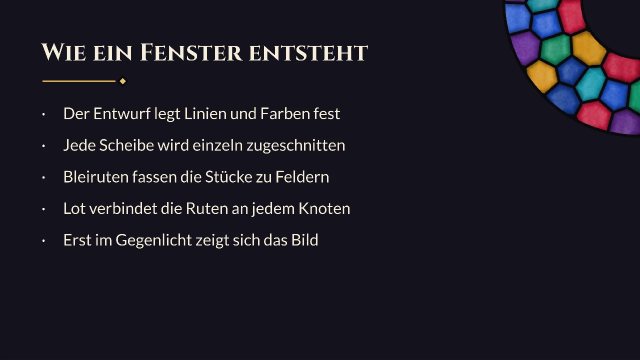 Wie ein Fenster entsteht
· Der Entwurf legt Linien und Farben fest
· Jede Scheibe wird einzeln zugeschnitten
· Bleiruten fassen die Stücke zu Feldern
· Lot verbindet die Ruten an jedem Knoten
· Erst im Gegenlicht zeigt sich das Bild